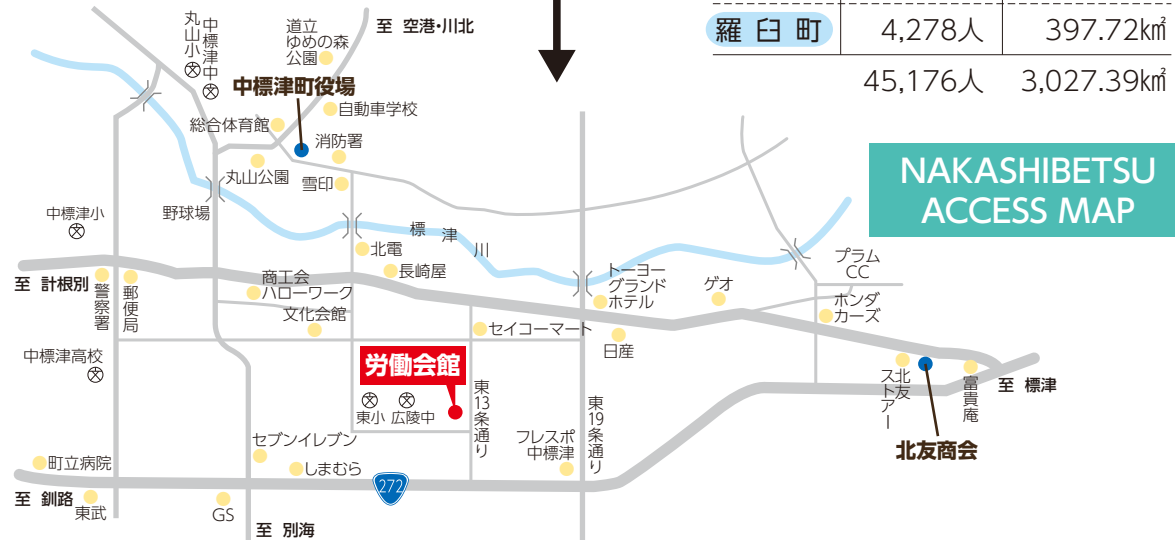 羅臼町 4,278人 397.72㎢
45,176人 3,027.39㎢
NAKASHIBETSU
ACCESS MAP
丸山小
中標津中
道立
ゆめの森
公園
至 空港・川北
中標津町役場
自動車学校
総合体育館
消防署
丸山公園
雪印
中標津小
野球場
標津川
北電
長崎屋
至 計根別
警察署
郵便局
商工会
ハローワーク
文化会館
トーヨー
グランド
ホテル
ゲオ
プラム
CC
ホンダ
カーズ
セイコーマート
日産
中標津高校
労働会館
東小
広陵中
東13条通り
東19条通り
北友
ストアー
富貴庵
至 標津
北友商会
セブンイレブン
フレスポ
中標津
町立病院
しまむら
272
至 釧路
東武
GS
至 別海